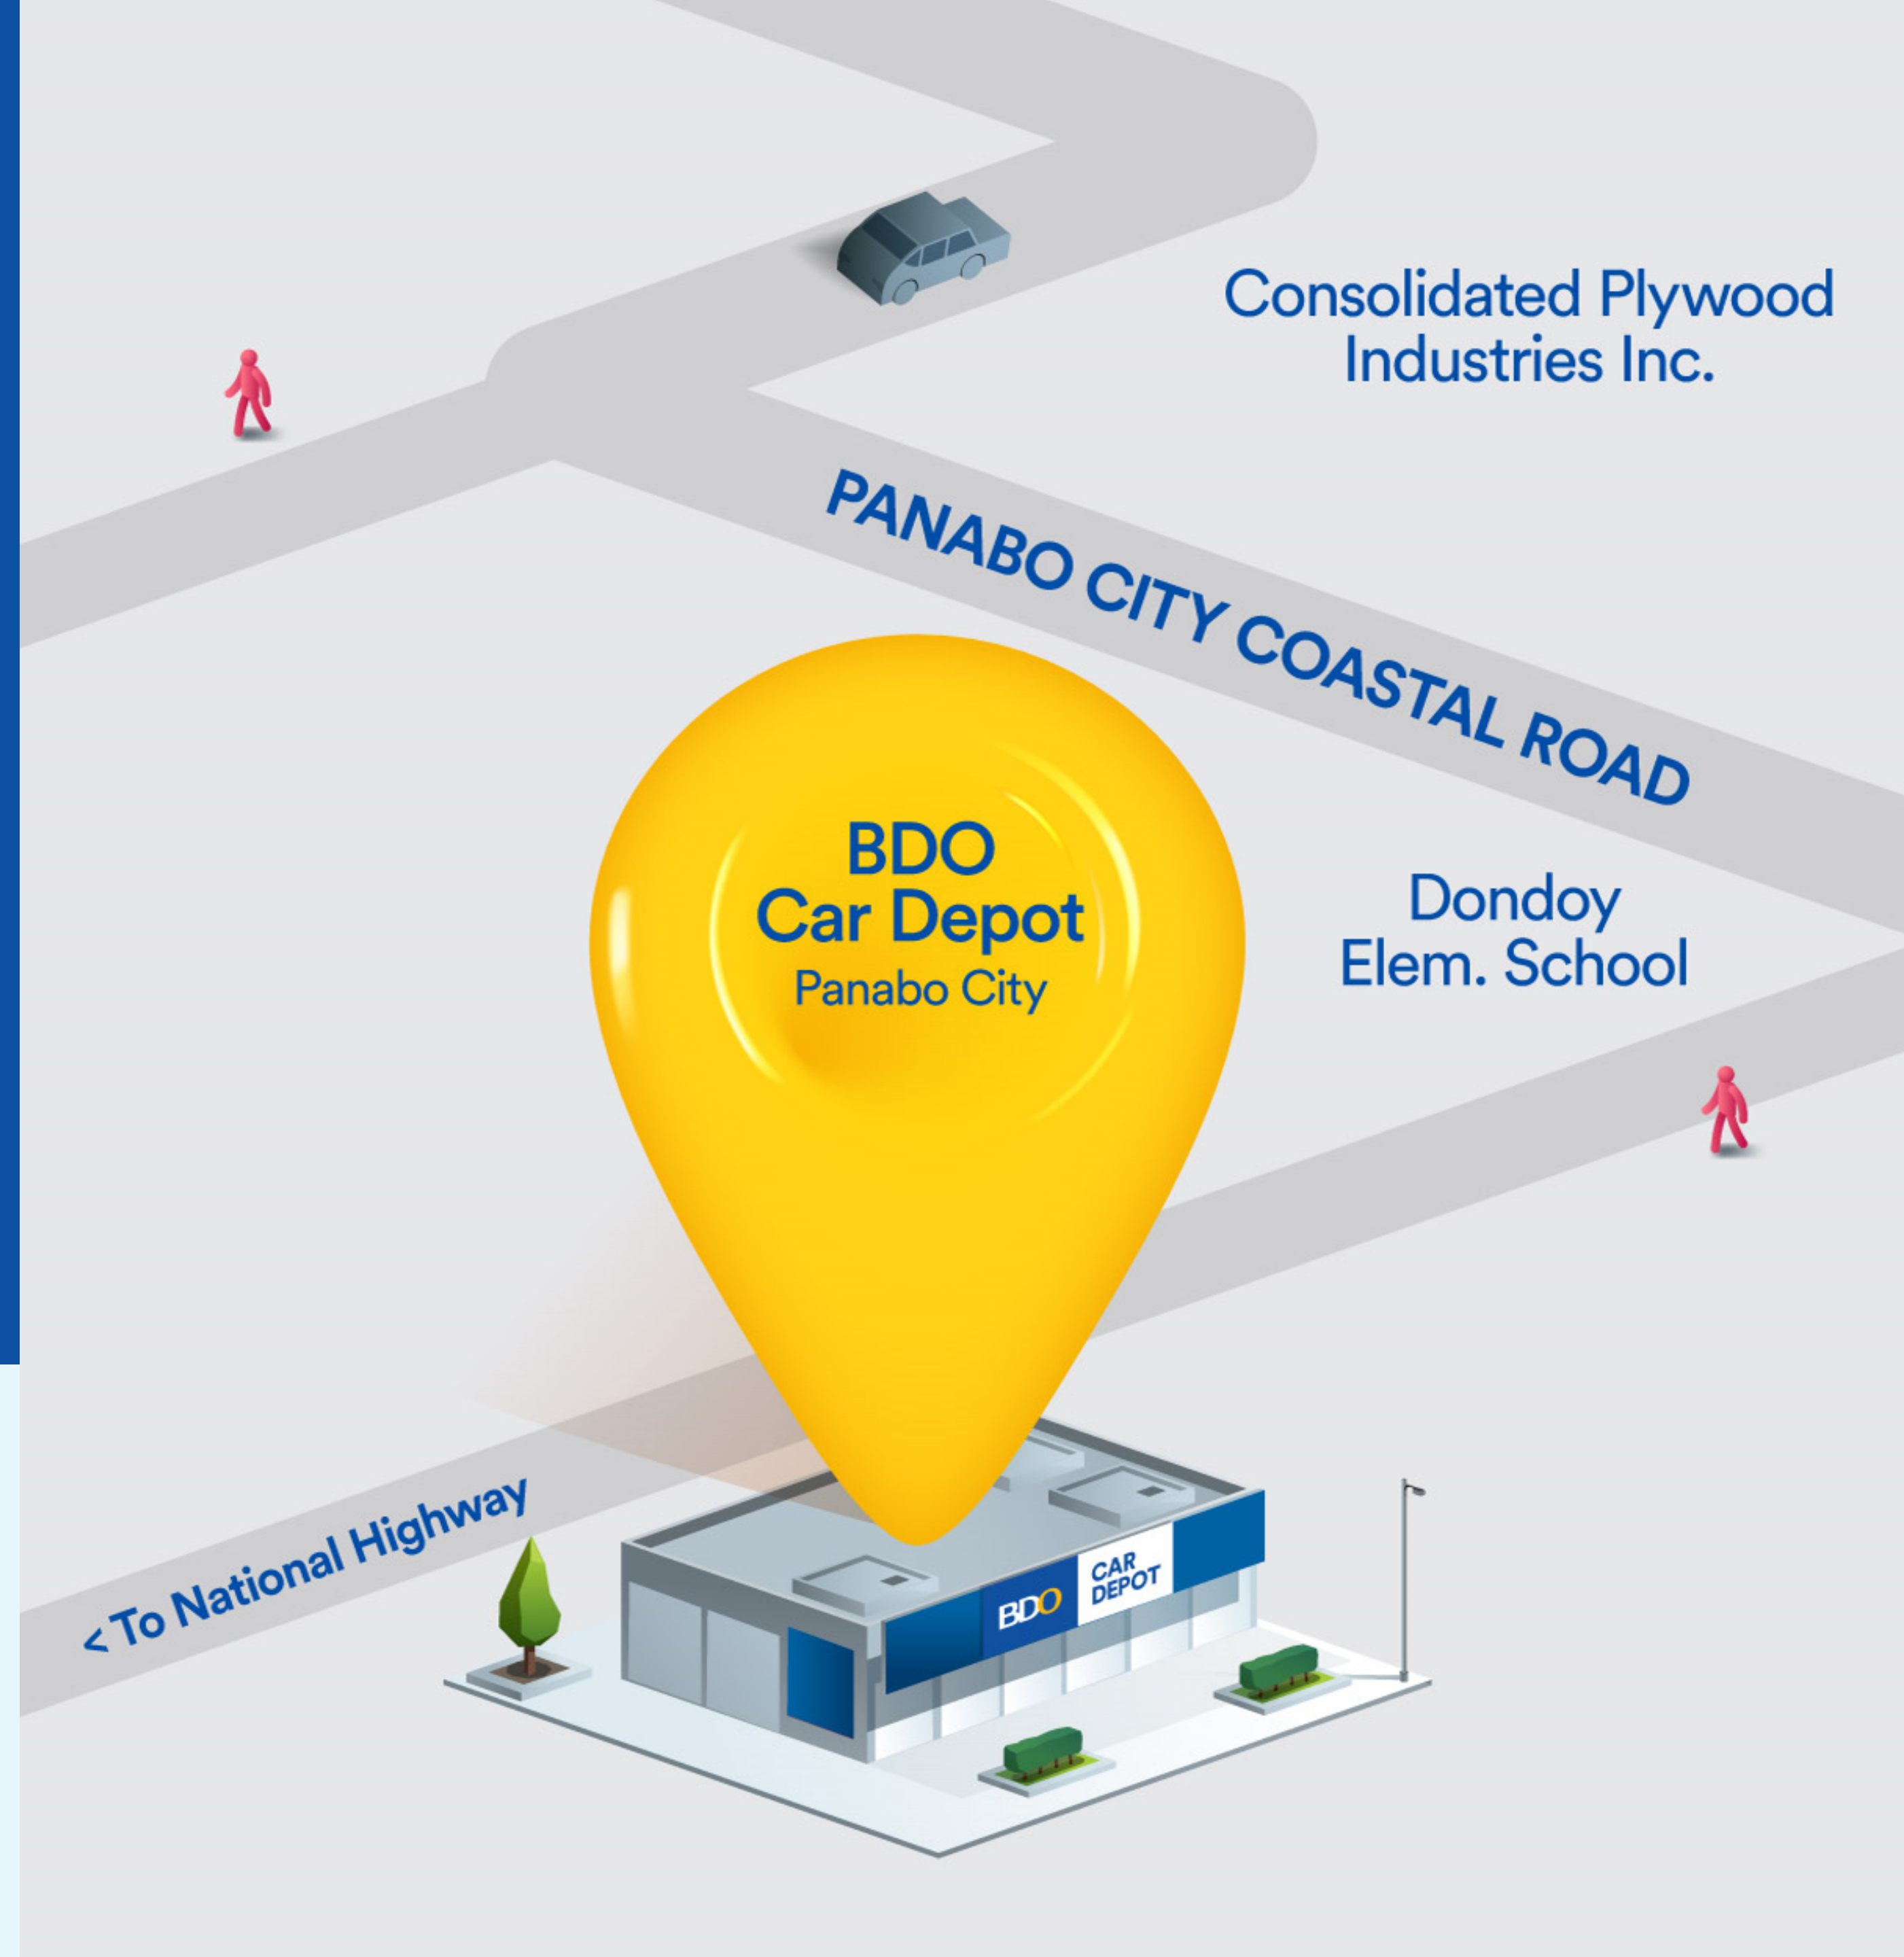 Consolidated Plywood
Industries Inc.
PANABO CITY COASTAL ROAD
BDO
Car Depot
Panabo City
Dondoy
Elem. School
< To National Highway
BDO
CAR
DEPOT